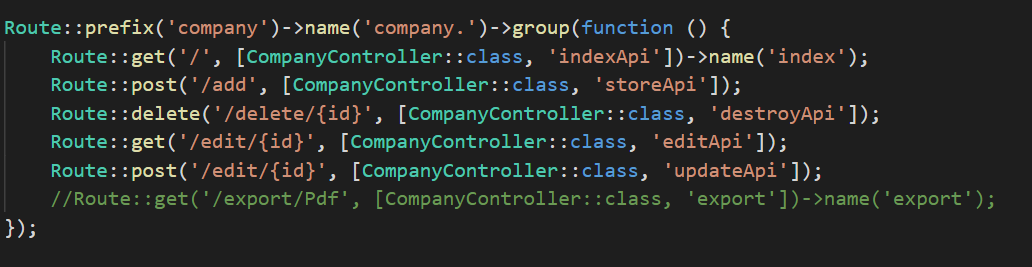 Route::prefix('company')->name('company.')->group(function () {
Route::get('/', [CompanyController::class, 'indexApi'])->name('index');
Route::post('/add', [CompanyController::class, 'storeApi']);
Route::delete('/delete/{id}', [CompanyController::class, 'destroyApi']);
Route::get('/edit/{id}', [CompanyController::class, 'editApi']);
Route::post('/edit/{id}', [CompanyController::class, 'updateApi']);
//Route::get('/export/Pdf', [CompanyController::class, 'export'])->name('export');
});